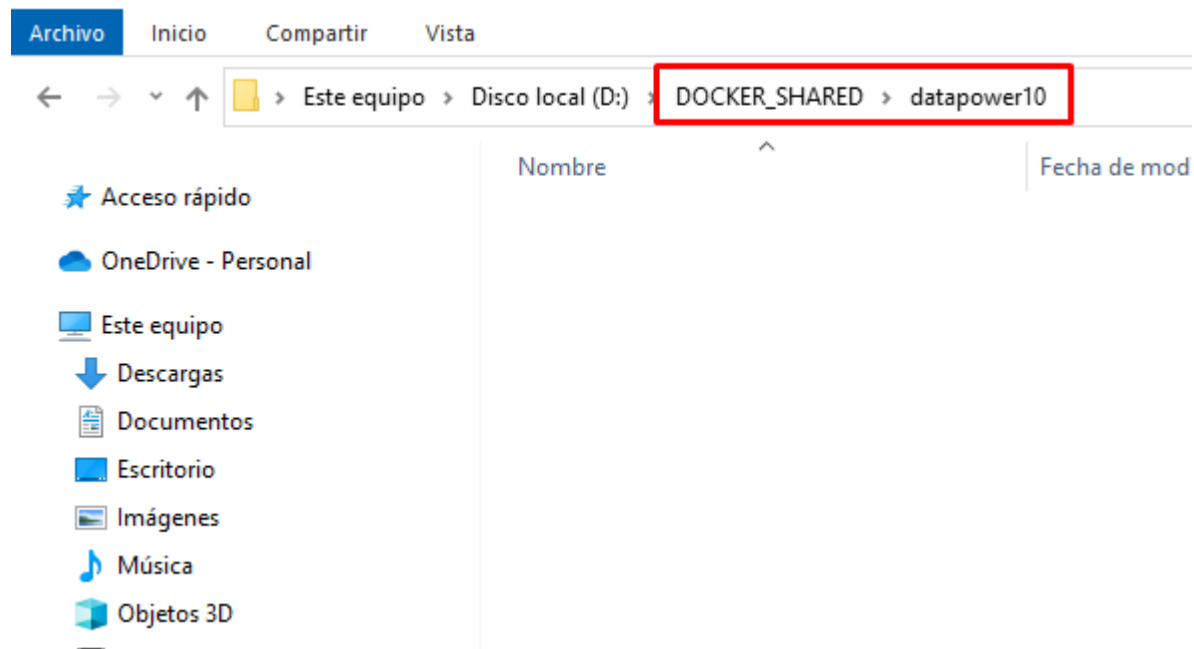 Archivo Inicio Compartir Vista
Este equipo Disco local (D:) DOCKER_SHARED datapower10
Nombre Fecha de mod
Acceso rápido
OneDrive - Personal
Este equipo
Descargas
Documentos
Escritorio
Imágenes
Música
Objetos 3D